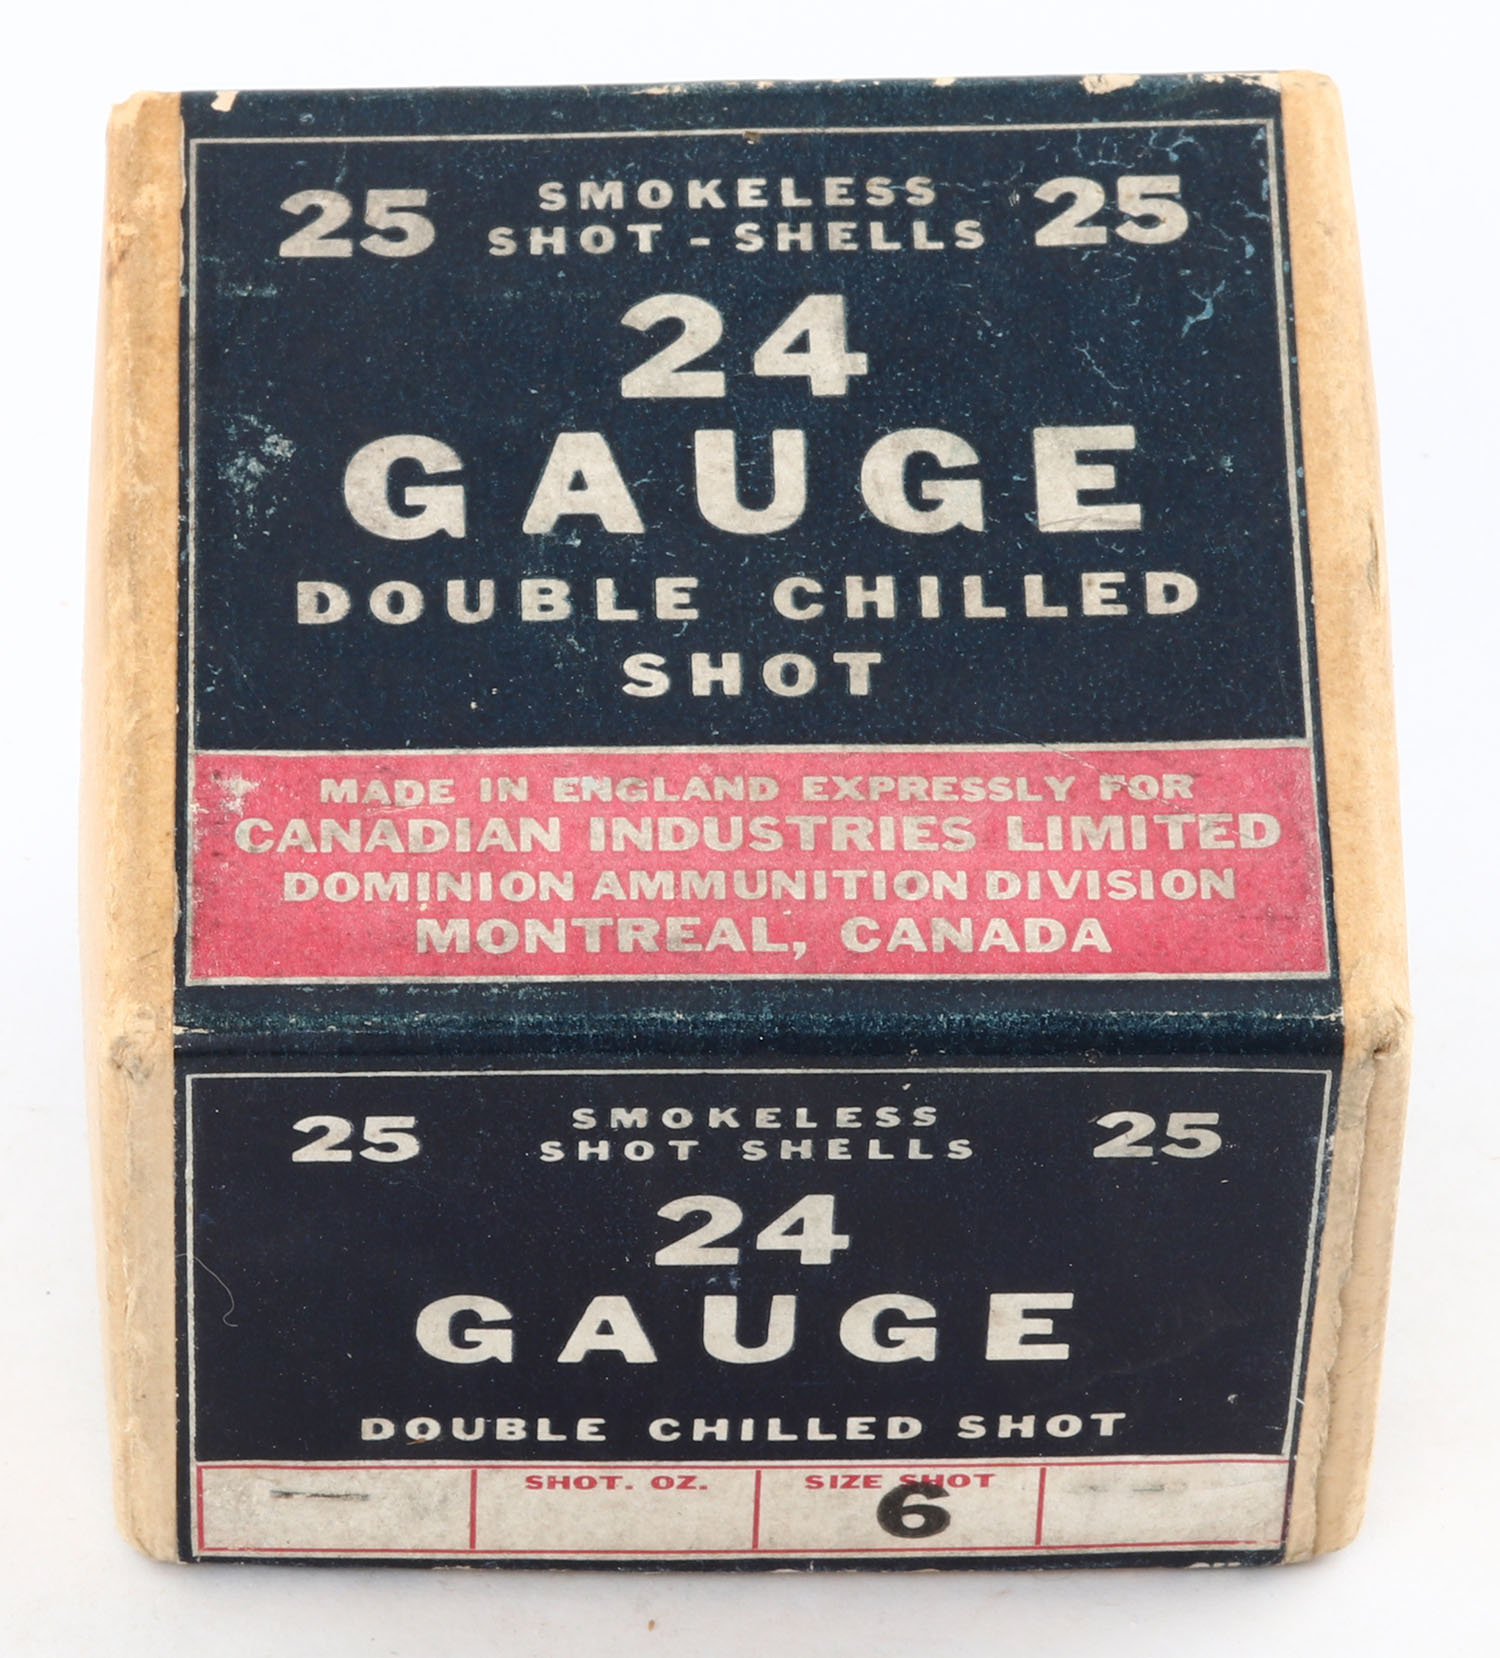 25 SMOKELESS 25
SHOT - SHELLS
24
GAUGE
DOUBLE CHILLED
SHOT
MADE IN ENGLAND EXPRESSLY FOR
CANADIAN INDUSTRIES LIMITED
DOMINION AMMUNITION DIVISION
MONTREAL, CANADA
25 SMOKELESS 25
SHOT SHELLS
24
GAUGE
DOUBLE CHILLED SHOT
SHOT. OZ. SIZE SHOT
6